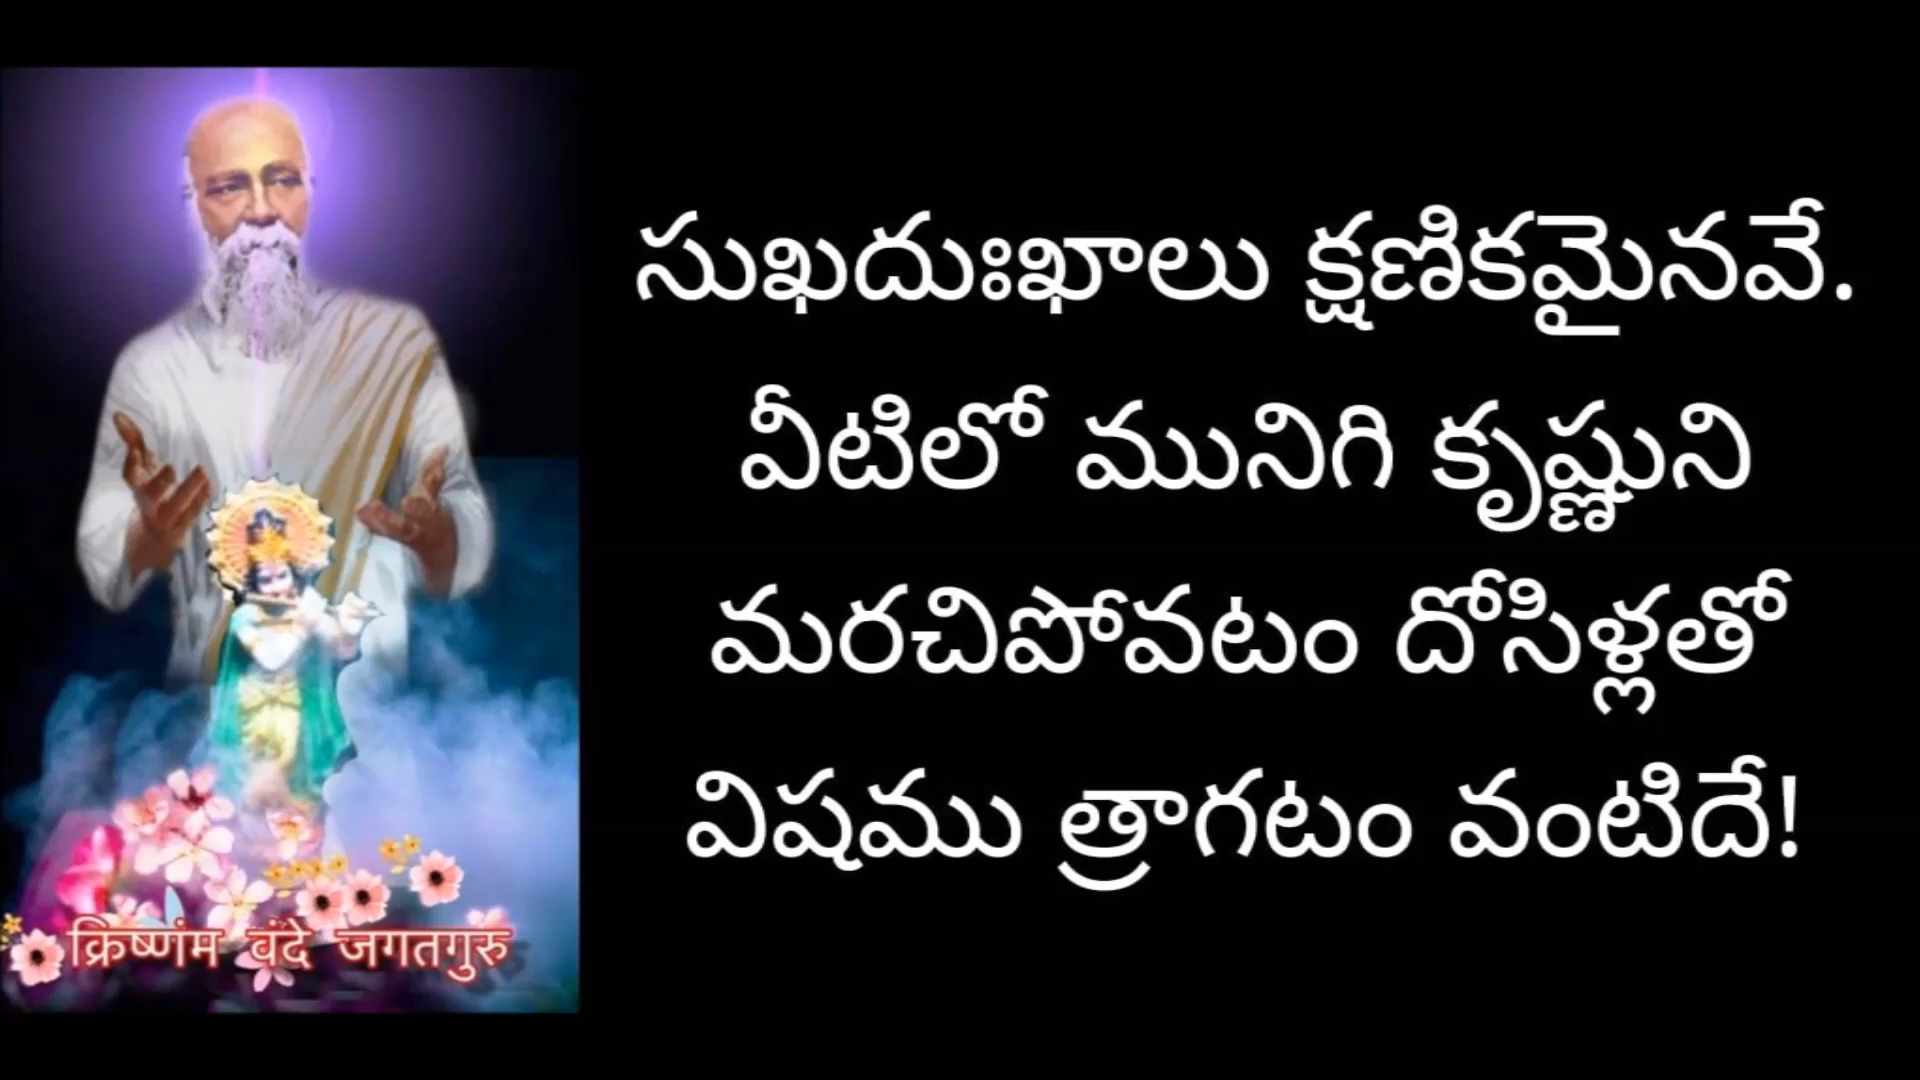 సుఖదుఃఖాలు క్షణికమైనవే.
వీటిలో మునిగి కృష్ణుని
మరచిపోవటం దోసిళ్లతో
విషము త్రాగటం వంటిదే!
क्रिष्णंम वंदे जगतगुरु